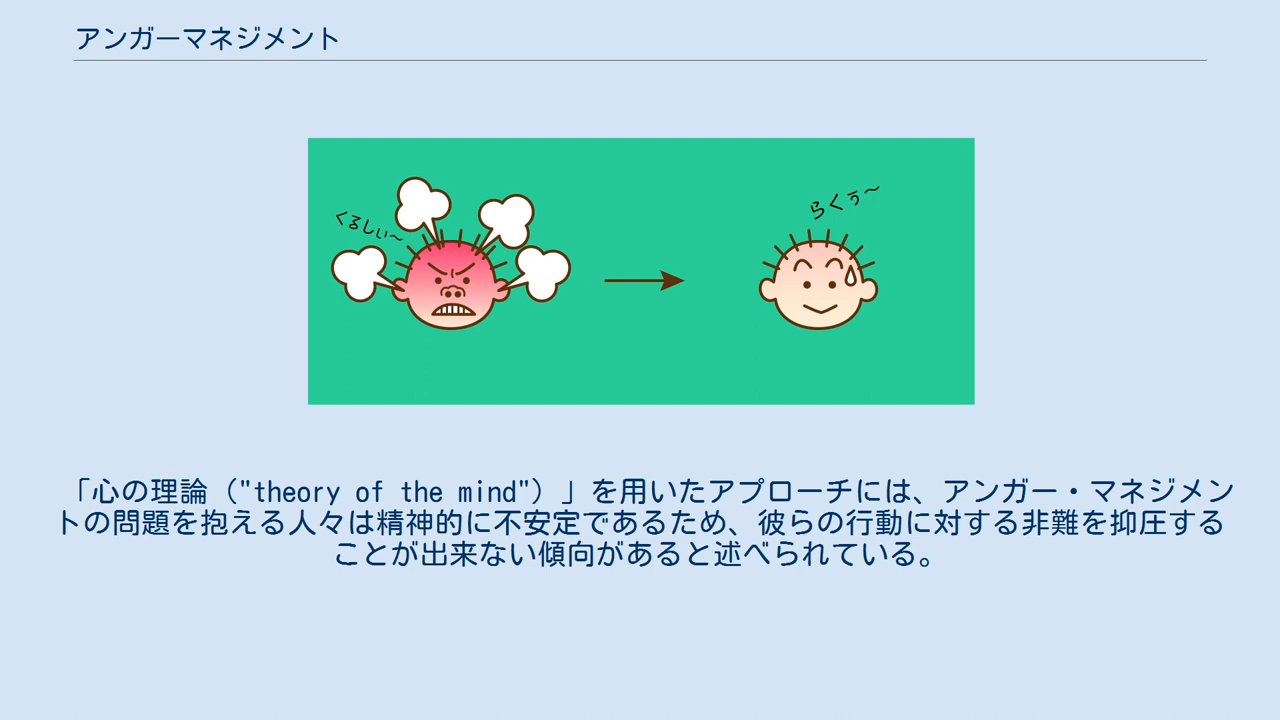 アンガーマネジメント
くるしぃ～
らくぅ～
「心の理論（"theory of the mind"）」を用いたアプローチには、アンガー・マネジメン
トの問題を抱える人々は精神的に不安定であるため、彼らの行動に対する非難を抑圧する
ことが出来ない傾向があると述べられている。